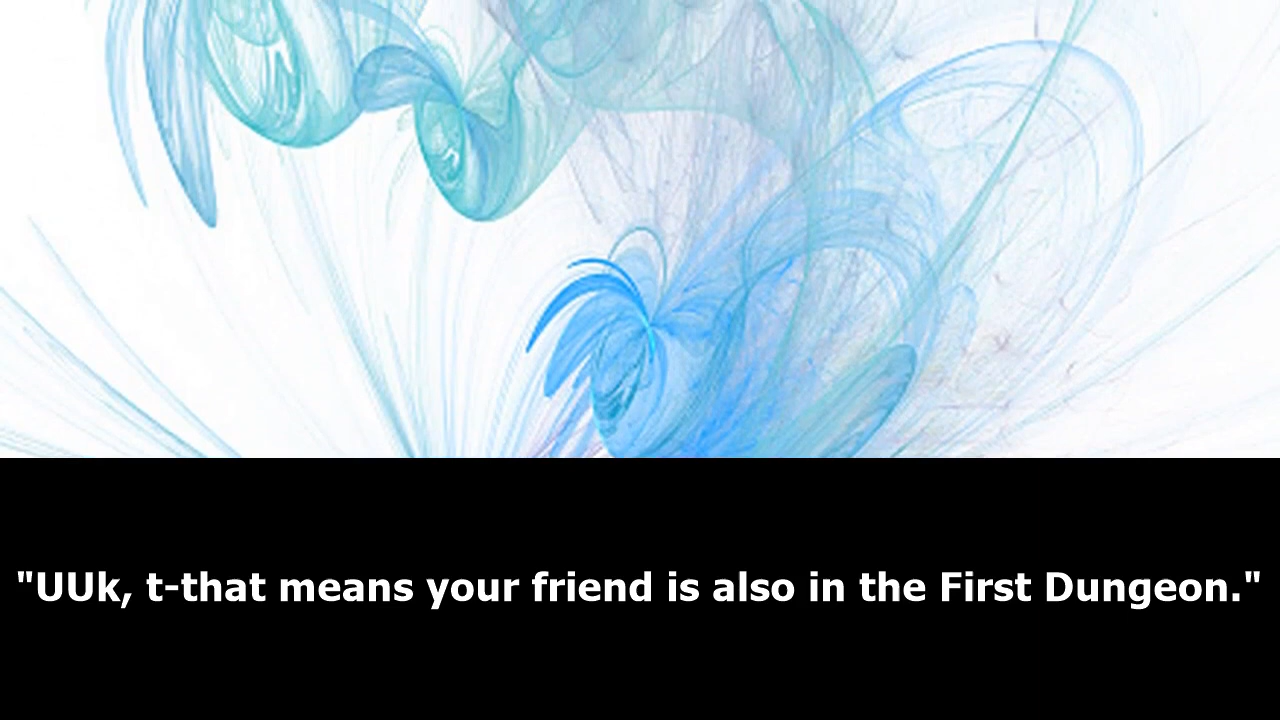 "UUk, t-that means your friend is also in the First Dungeon."